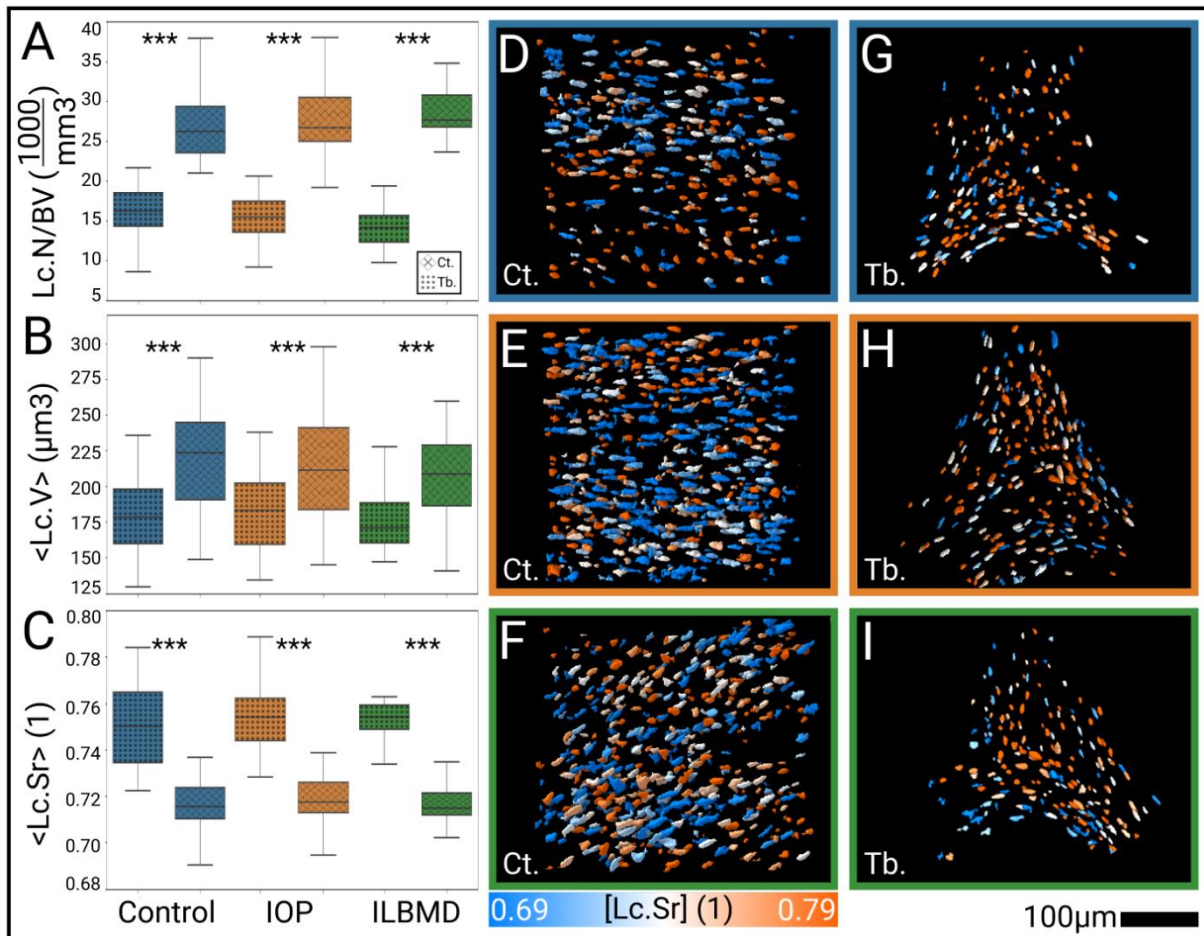 A
Lc.N/BV (1000/mm3)
40
35
30
25
20
15
10
5
*** *** ***
Ct.
Tb.
B
<Lc.V> (µm3)
300
275
250
225
200
175
150
125
*** *** ***
C
<Lc.Sr> (1)
0.80
0.78
0.76
0.74
0.72
0.70
0.68
*** *** ***
Control IOP ILBMD
D
Ct.
G
Tb.
E
Ct.
H
Tb.
F
Ct.
I
Tb.
0.69 [Lc.Sr] (1) 0.79
100µm